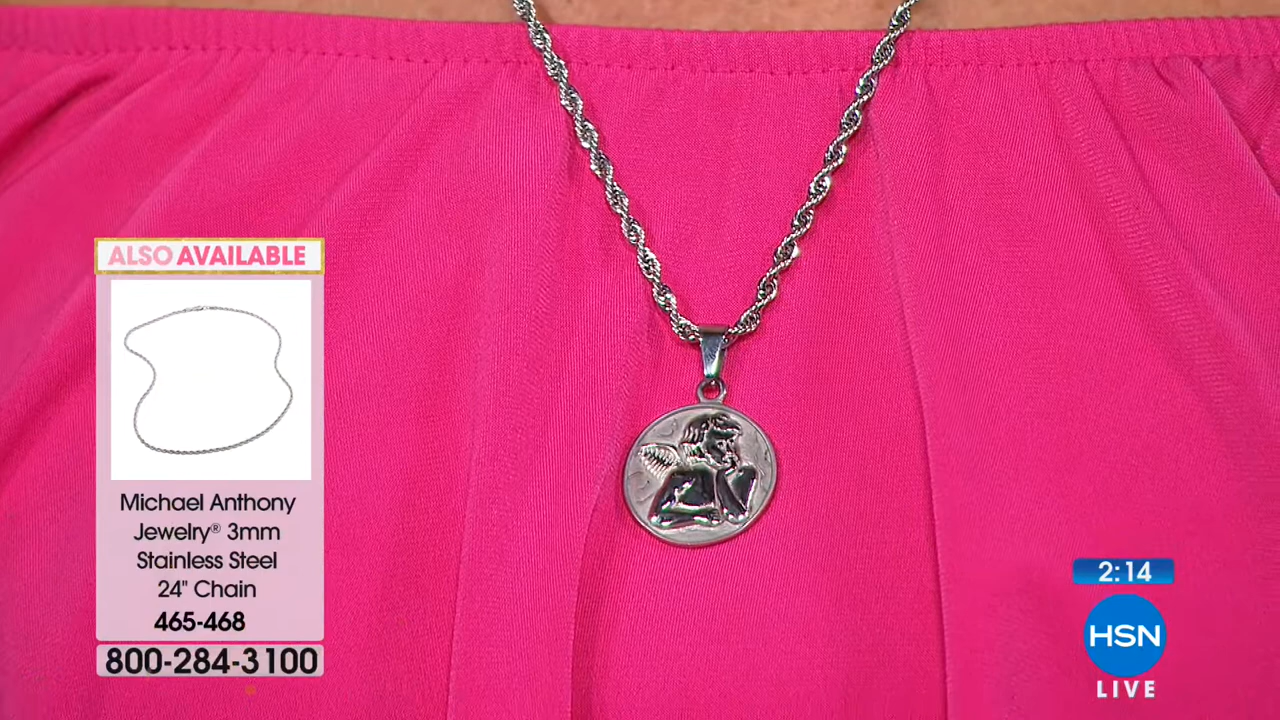 ALSO AVAILABLE
Michael Anthony
Jewelry® 3mm
Stainless Steel
24" Chain
465-468
800-284-3100
2:14
HSN
LIVE